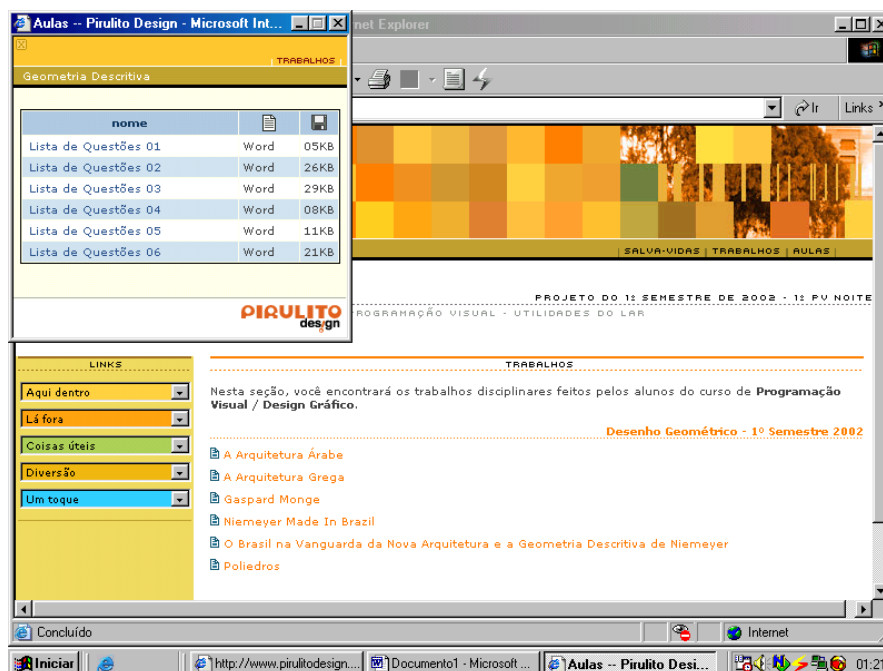 Aulas -- Pirulito Design - Microsoft Int...
net Explorer
TRABALHOS |
Geometria Descritiva
nome
Lista de Questões 01 Word 05KB
Lista de Questões 02 Word 26KB
Lista de Questões 03 Word 29KB
Lista de Questões 04 Word 08KB
Lista de Questões 05 Word 11KB
Lista de Questões 06 Word 21KB
PIRULITO
design
Ir Links
| SALVA-VIDAS | TRABALHOS | AULAS |
PROJETO DO 1º SEMESTRE DE 2002 - 1º PV NOITE
ROGRAMAÇÃO VISUAL - UTILIDADES DO LAR
LINKS
Aqui dentro
Lá fora
Coisas úteis
Diversão
Um toque
TRABALHOS
Nesta seção, você encontrará os trabalhos disciplinares feitos pelos alunos do curso de Programação
Visual / Design Gráfico.
Desenho Geométrico - 1º Semestre 2002
A Arquitetura Árabe
A Arquitetura Grega
Gaspard Monge
Niemeyer Made In Brazil
O Brasil na Vanguarda da Nova Arquitetura e a Geometria Descritiva de Niemeyer
Poliedros
Concluído
Internet
Iniciar
http://www.pirulitodesign....
Documento1 - Microsoft ...
Aulas -- Pirulito Desi...
01:2